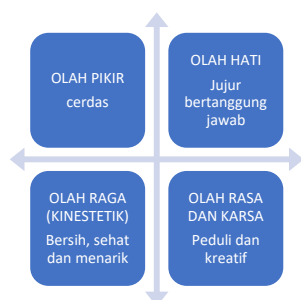 OLAH PIKIR
cerdas
OLAH HATI
Jujur
bertanggung
jawab
OLAH RAGA
(KINESTETIK)
Bersih, sehat
dan menarik
OLAH RASA
DAN KARSA
Peduli dan
kreatif